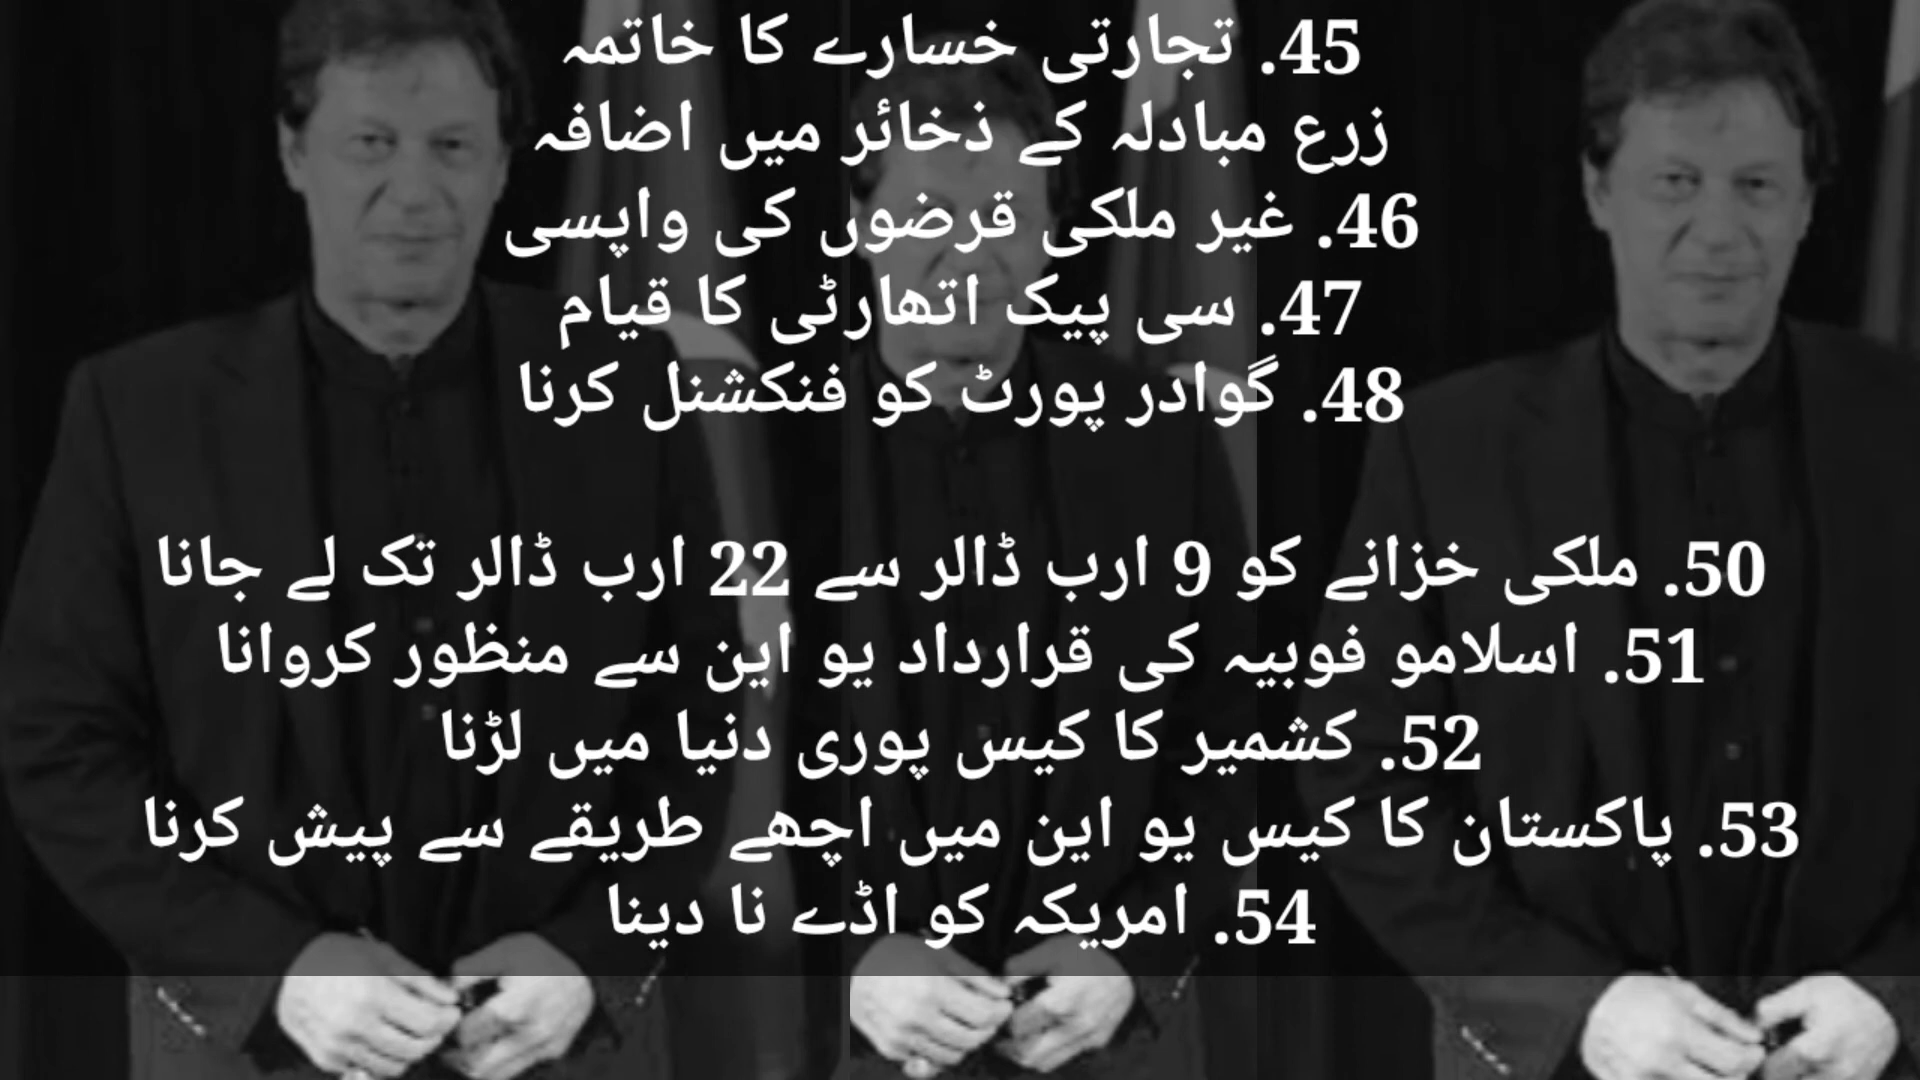 45. تجارتی خسارے کا خاتمہ
زرع مبادلہ کے ذخائر میں اضافہ
46. غیر ملکی قرضوں کی واپسی
47. سی پیک اتھارٹی کا قیام
48. گوادر پورٹ کو فنکشنل کرنا
50. ملکی خزانے کو 9 ارب ڈالر سے 22 ارب ڈالر تک لے جانا
51. اسلامو فوبیہ کی قرارداد یو این سے منظور کروانا
52. کشمیر کا کیس پوری دنیا میں لڑنا
53. پاکستان کا کیس یو این میں اچھے طریقے سے پیش کرنا
54. امریکہ کو اڈے نا دینا